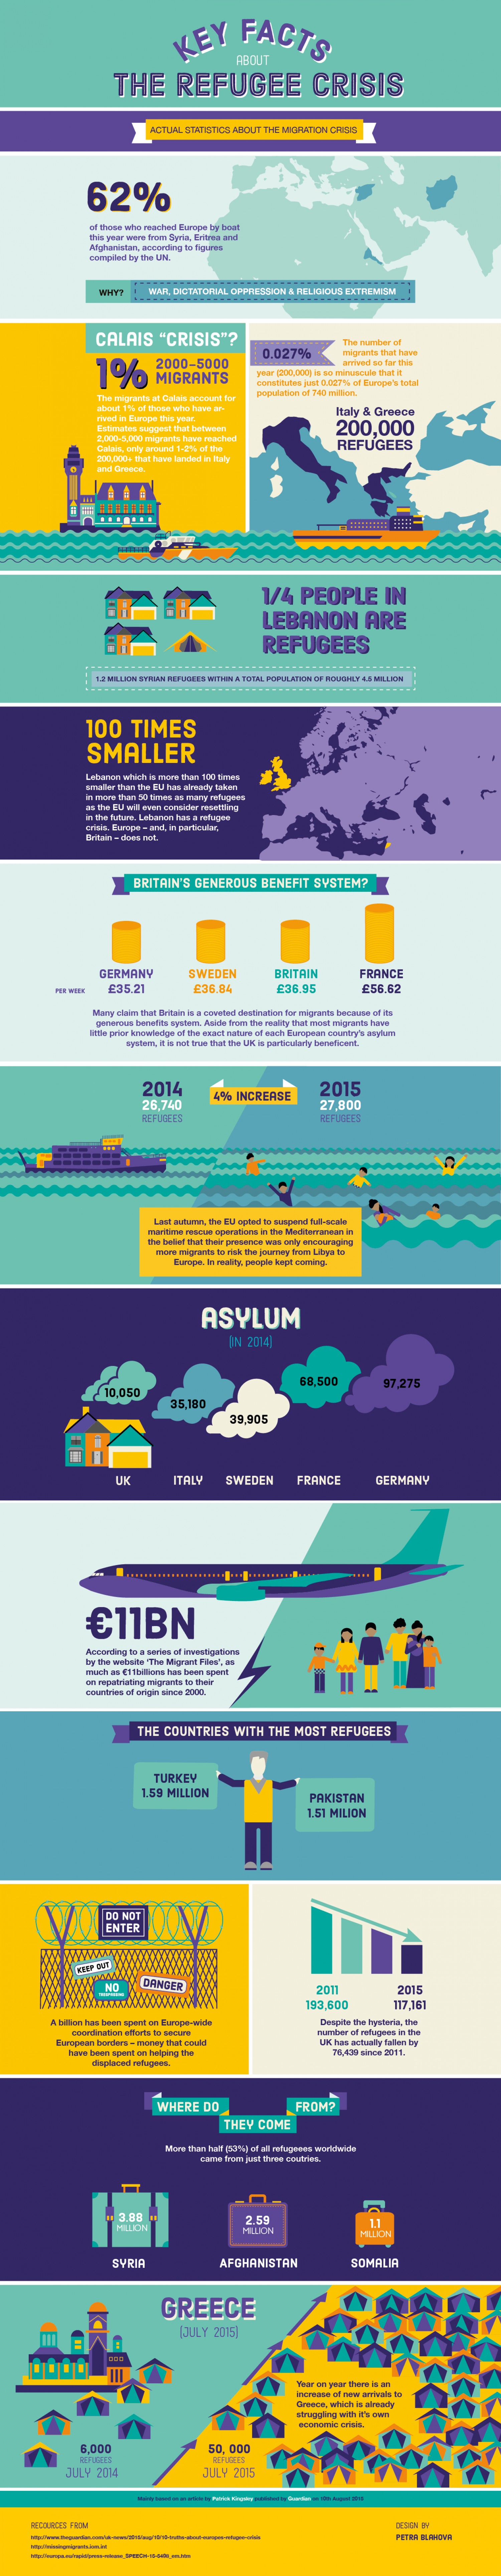 KEY FACTS
ABOUT
THE REFUGEE CRISIS
ACTUAL STATISTICS ABOUT THE MIGRATION CRISIS
62%
of those who reached Europe by boat
this year were from Syria, Eritrea and
Afghanistan, according to figures
compiled by the UN.
WHY?
WAR, DICTATORIAL OPPRESSION & RELIGIOUS EXTREMISM
CALAIS "CRISIS"?
1%
2000-5000
MIGRANTS
The migrants at Calais account for
about 1% of those who have ar-
rived in Europe this year.
Estimates suggest that between
2,000-5,000 migrants have reached
Calais, only around 1-2% of the
200,000+ that have landed in Italy
and Greece.
0.027%
The number of
migrants that have
arrived so far this
year (200,000) is so minuscule that it
constitutes just 0.027% of Europe's total
population of 740 million.
Italy & Greece
200,000
REFUGEES
1/4 PEOPLE IN
LEBANON ARE
REFUGEES
1.2 MILLION SYRIAN REFUGEES WITHIN A TOTAL POPULATION OF ROUGHLY 4.5 MILLION
100 TIMES
SMALLER
Lebanon which is more than 100 times
smaller than the EU has already taken
in more than 50 times as many refugees
as the EU will even consider resettling
in the future. Lebanon has a refugee
crisis. Europe – and, in particular,
Britain – does not.
BRITAIN'S GENEROUS BENEFIT SYSTEM?
GERMANY
SWEDEN
BRITAIN
FRANCE
PER WEEK
£35.21
£36.84
£36.95
£56.62
Many claim that Britain is a coveted destination for migrants because of its
generous benefits system. Aside from the reality that most migrants have
little prior knowledge of the exact nature of each European country's asylum
system, it is not true that the UK is particularly beneficent.
2014
26,740
REFUGEES
4% INCREASE
2015
27,800
REFUGEES
Last autumn, the EU opted to suspend full-scale
maritime rescue operations in the Mediterranean in
the belief that their presence was only encouraging
more migrants to risk the journey from Libya to
Europe. In reality, people kept coming.
ASYLUM
(IN 2014)
10,050
35,180
39,905
68,500
97,275
UK
ITALY
SWEDEN
FRANCE
GERMANY
€11BN
According to a series of investigations
by the website 'The Migrant Files', as
much as €11billions has been spent
on repatriating migrants to their
countries of origin since 2000.
THE COUNTRIES WITH THE MOST REFUGEES
TURKEY
1.59 MILLION
PAKISTAN
1.51 MILION
DO NOT
ENTER
KEEP OUT
NO
TRESPASSING
DANGER
A billion has been spent on Europe-wide
coordination efforts to secure
European borders – money that could
have been spent on helping the
displaced refugees.
2011
193,600
2015
117,161
Despite the hysteria, the
number of refugees in the
UK has actually fallen by
76,439 since 2011.
WHERE DO
THEY COME
FROM?
More than half (53%) of all refugeees worldwide
came from just three coutries.
3.88
MILLION
2.59
MILLION
1.1
MILLION
SYRIA
AFGHANISTAN
SOMALIA
GREECE
(JULY 2015)
Year on year there is an
increase of new arrivals to
Greece, which is already
struggling with it's own
economic crisis.
6,000
REFUGEES
JULY 2014
50, 000
REFUGEES
JULY 2015
Mainly based on an article by Patrick Kingsley published by Guardian on 10th August 2015
RECOURCES FROM
http://www.theguardian.com/uk-news/2015/aug/10/10-truths-about-europes-refugee-crisis
http://missingmigrants.iom.int
http://europa.eu/rapid/press-release_SPEECH-15-5498_en.htm
DESIGN BY
PETRA BLAHOVA